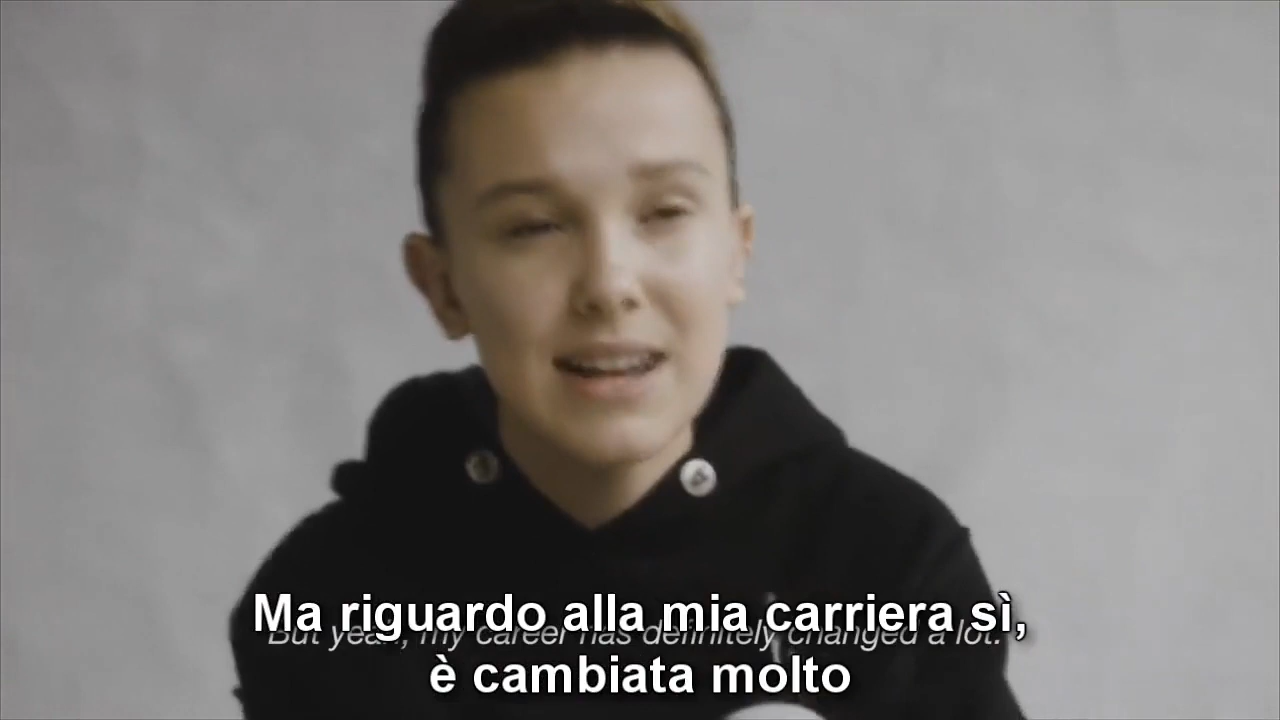 Ma riguardo alla mia carriera sì,
But yeah, my career has definitely changed a lot.
è cambiata molto